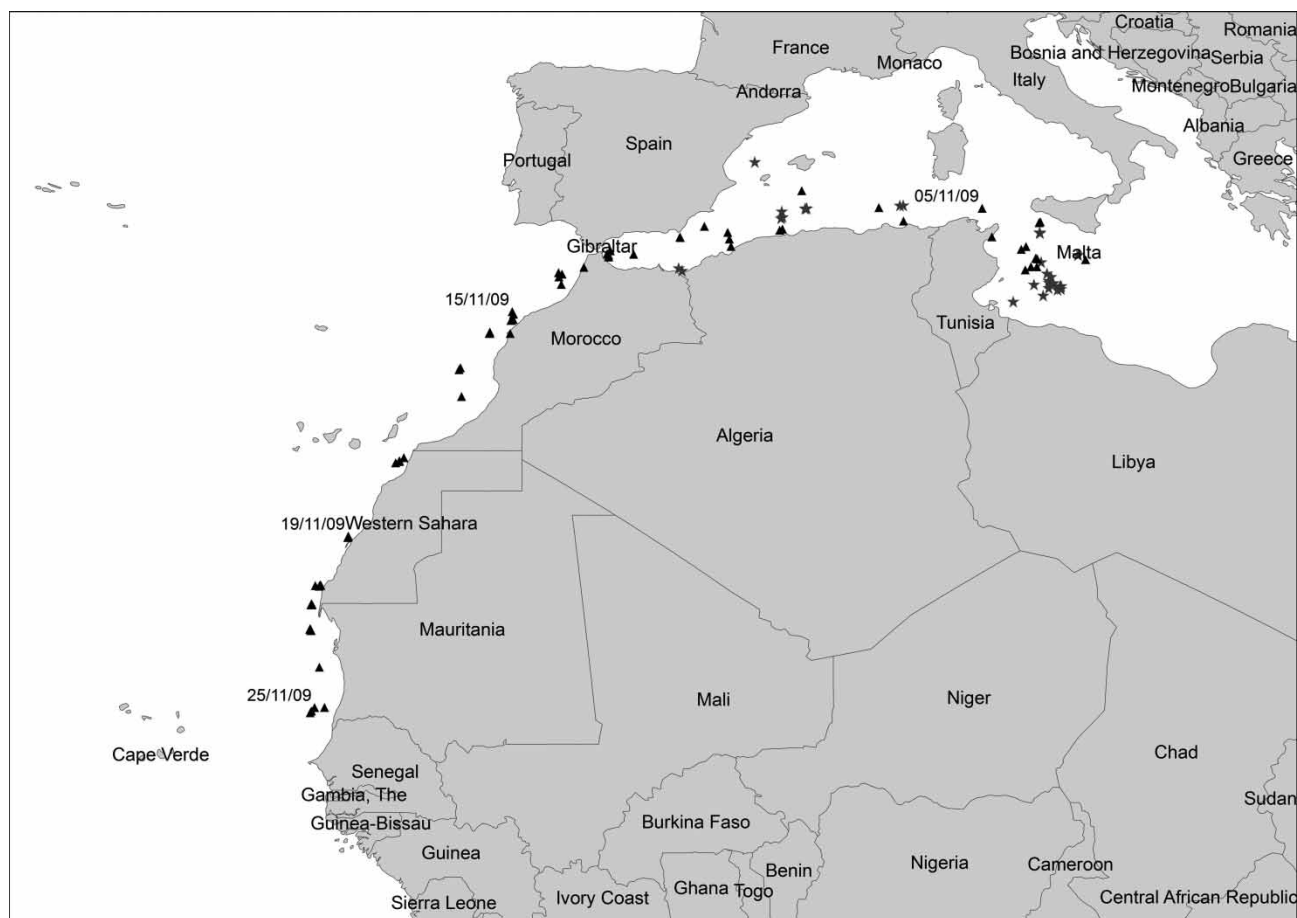 Croatia
Romania
France
Bosnia and Herzegovina
Monaco
Serbia
Italy
Andorra
Montenegro
Bulgaria
Albania
Spain
Portugal
Greece
05/11/09
Gibraltar
Malta
15/11/09
Tunisia
Morocco
Algeria
Libya
19/11/09
Western Sahara
Mauritania
25/11/09
Mali
Niger
Cape Verde
Chad
Senegal
Gambia, The
Sudan
Guinea-Bissau
Burkina Faso
Guinea
Nigeria
Cameroon
Benin
Ghana
Togo
Ivory Coast
Sierra Leone
Central African Republic